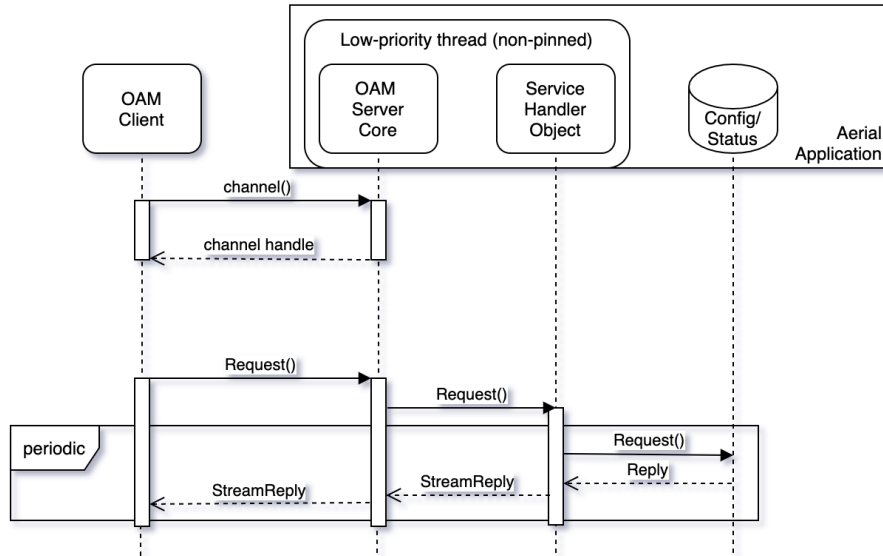 Low-priority thread (non-pinned)
OAM
Client
OAM
Server
Core
Service
Handler
Object
Config/
Status
Aerial
Application
channel()
channel handle
Request()
Request()
periodic
Request()
Reply
StreamReply
StreamReply